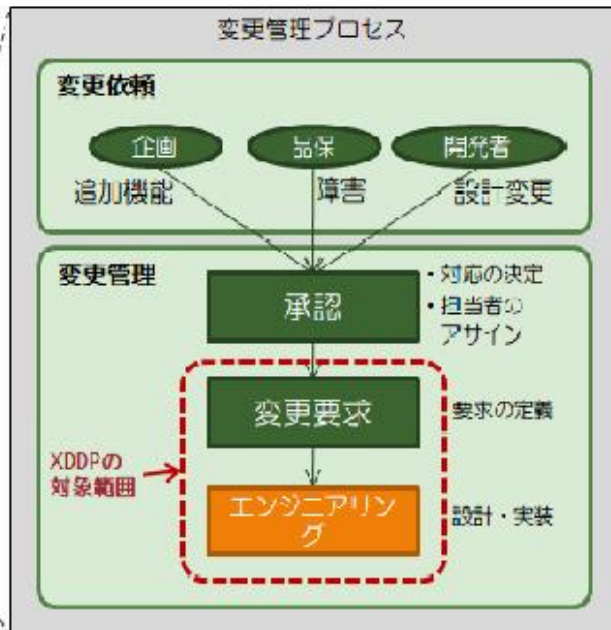 変更管理プロセス
変更依頼
企画
品保
開発者
追加機能
障害
設計変更
変更管理
承認
・対応の決定
・担当者の
アサイン
変更要求
要求の定義
XDDPの
対象範囲
エンジニアリン
グ
設計・実装